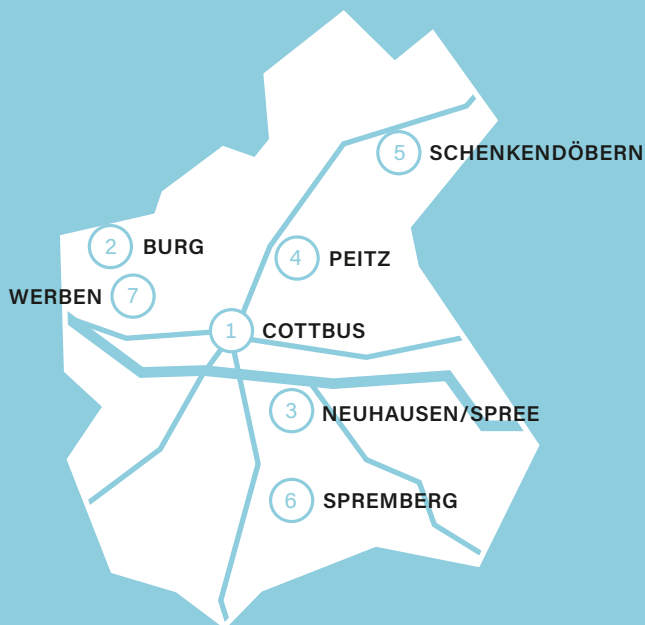 5 SCHENKENDÖBERN
2 BURG
4 PEITZ
WERBEN 7
1 COTTBUS
3 NEUHAUSEN/SPREE
6 SPREMBERG